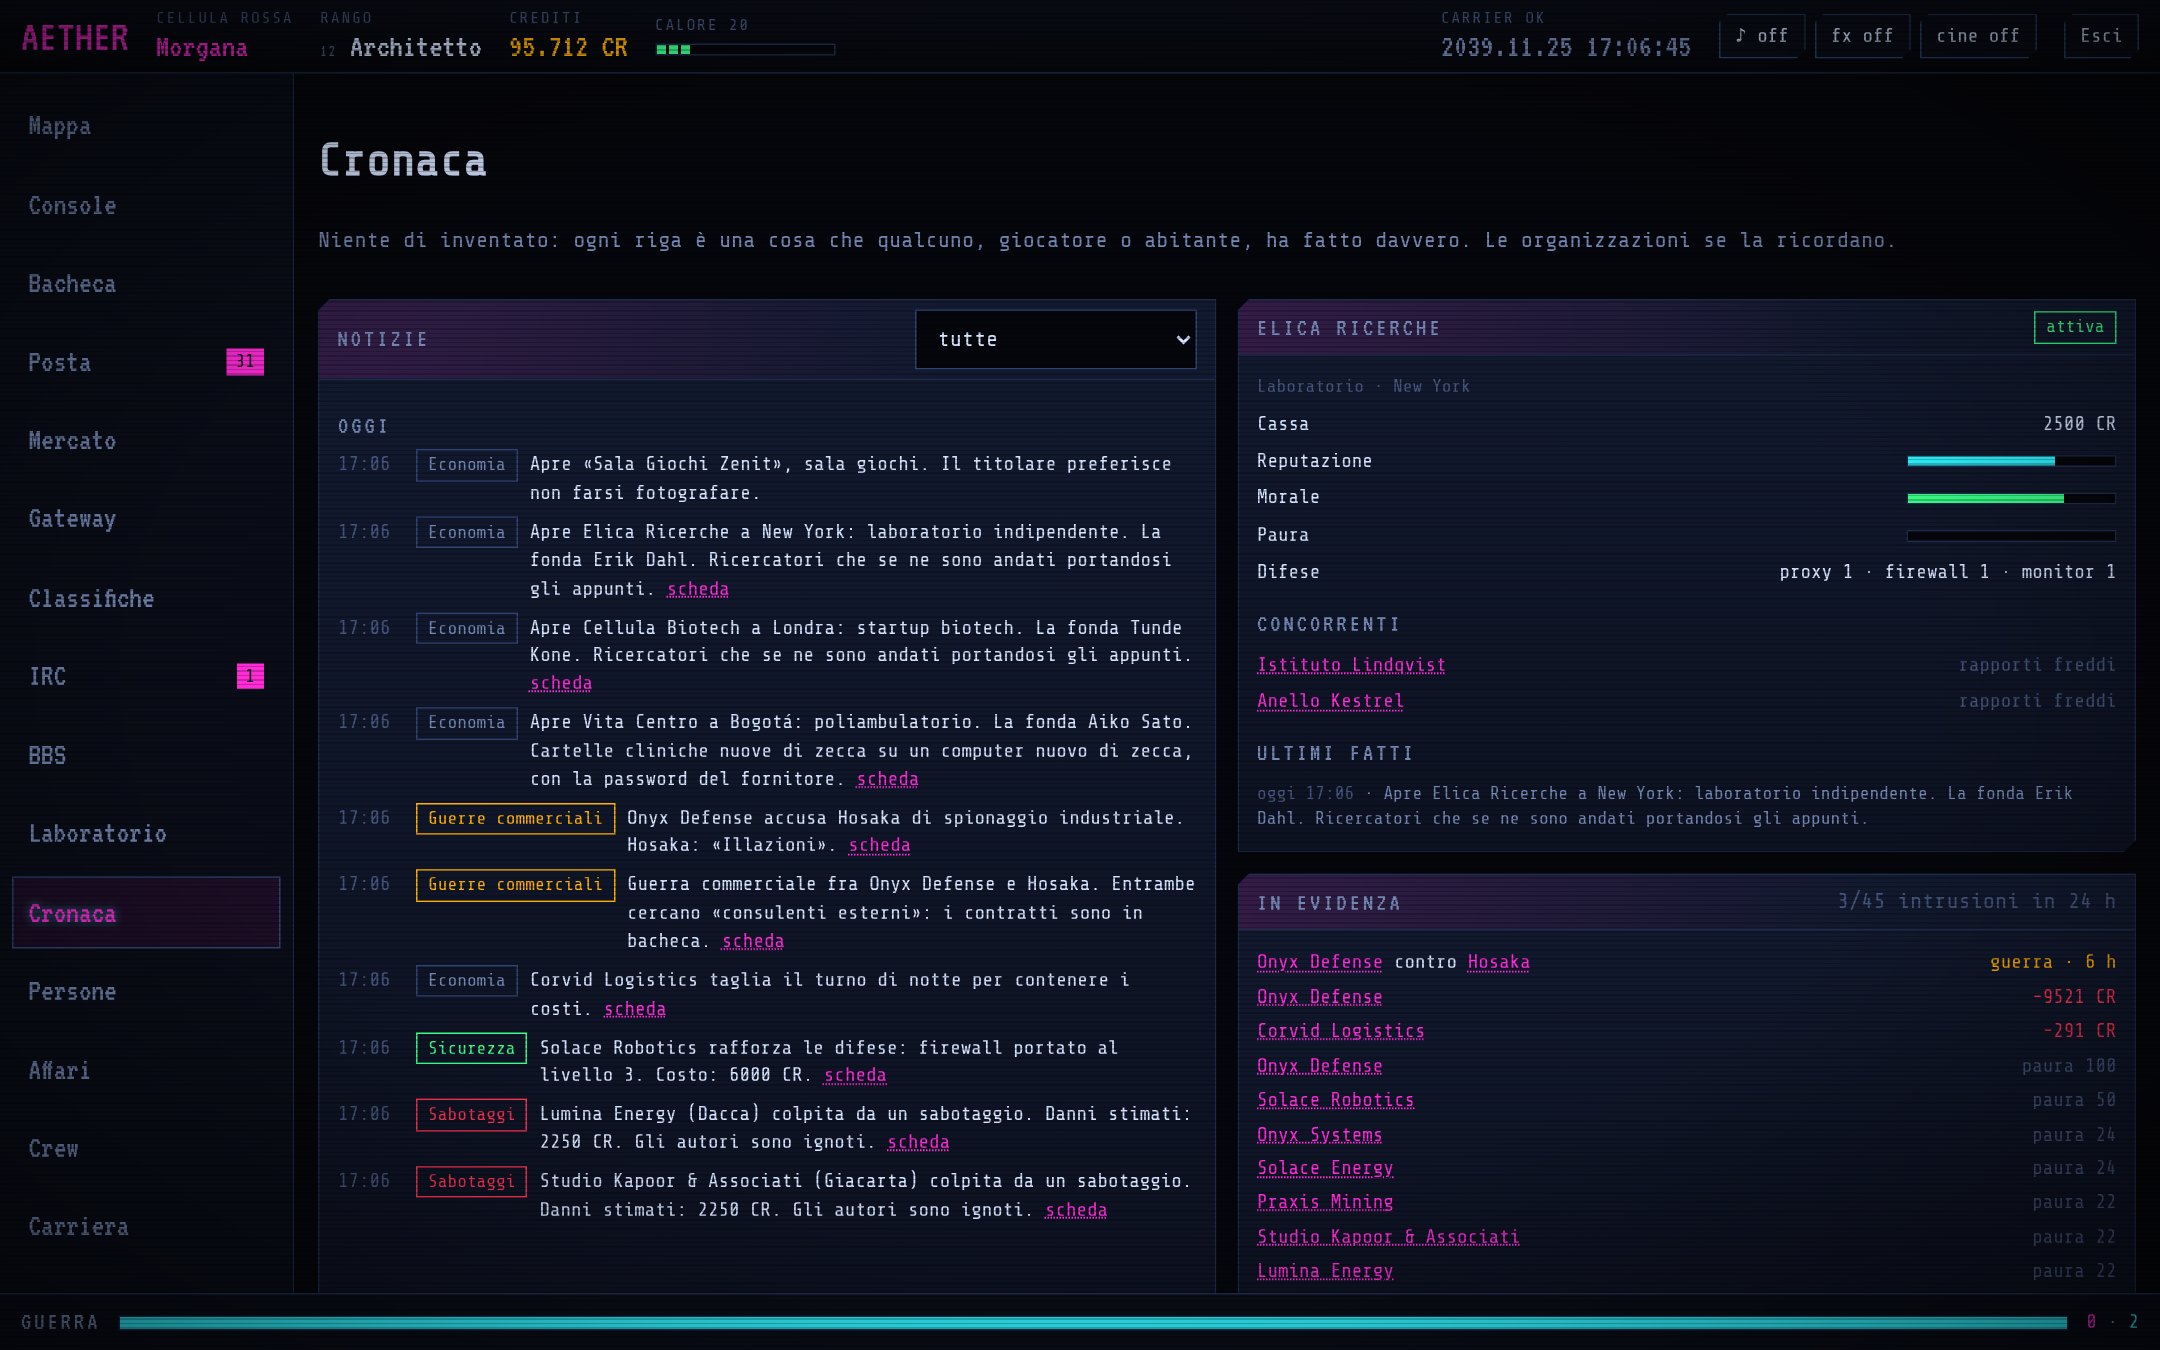 AETHER
CELLULA ROSSA
Morgana
RANGO
12 Architetto
CREDITI
95.712 CR
CALORE 20
CARRIER OK
2039.11.25 17:06:45
♪ off
fx off
cine off
Esci
Mappa
Console
Bacheca
Posta 31
Mercato
Gateway
Classifiche
IRC 1
BBS
Laboratorio
Cronaca
Persone
Affari
Crew
Carriera
Cronaca
Niente di inventato: ogni riga è una cosa che qualcuno, giocatore o abitante, ha fatto davvero. Le organizzazioni se la ricordano.
NOTIZIE
tutte
OGGI
17:06 Economia Apre «Sala Giochi Zenit», sala giochi. Il titolare preferisce
non farsi fotografare.
17:06 Economia Apre Elica Ricerche a New York: laboratorio indipendente. La
fonda Erik Dahl. Ricercatori che se ne sono andati portandosi
gli appunti. scheda
17:06 Economia Apre Cellula Biotech a Londra: startup biotech. La fonda Tunde
Kone. Ricercatori che se ne sono andati portandosi gli appunti.
scheda
17:06 Economia Apre Vita Centro a Bogotá: poliambulatorio. La fonda Aiko Sato.
Cartelle cliniche nuove di zecca su un computer nuovo di zecca,
con la password del fornitore. scheda
17:06 Guerre commerciali Onyx Defense accusa Hosaka di spionaggio industriale.
Hosaka: «Illazioni». scheda
17:06 Guerre commerciali Guerra commerciale fra Onyx Defense e Hosaka. Entrambe
cercano «consulenti esterni»: i contratti sono in
bacheca. scheda
17:06 Economia Corvid Logistics taglia il turno di notte per contenere i
costi. scheda
17:06 Sicurezza Solace Robotics rafforza le difese: firewall portato al
livello 3. Costo: 6000 CR. scheda
17:06 Sabotaggi Lumina Energy (Dacca) colpita da un sabotaggio. Danni stimati:
2250 CR. Gli autori sono ignoti. scheda
17:06 Sabotaggi Studio Kapoor & Associati (Giacarta) colpita da un sabotaggio.
Danni stimati: 2250 CR. Gli autori sono ignoti. scheda
ELICA RICERCHE
attiva
Laboratorio · New York
Cassa 2500 CR
Reputazione
Morale
Paura
Difese proxy 1 · firewall 1 · monitor 1
CONCORRENTI
Istituto Lindqvist rapporti freddi
Anello Kestrel rapporti freddi
ULTIMI FATTI
oggi 17:06 · Apre Elica Ricerche a New York: laboratorio indipendente. La fonda Erik
Dahl. Ricercatori che se ne sono andati portandosi gli appunti.
IN EVIDENZA 3/45 intrusioni in 24 h
Onyx Defense contro Hosaka guerra · 6 h
Onyx Defense -9521 CR
Corvid Logistics -291 CR
Onyx Defense paura 100
Solace Robotics paura 50
Onyx Systems paura 24
Solace Energy paura 24
Praxis Mining paura 22
Studio Kapoor & Associati paura 22
Lumina Energy paura 22
GUERRA 0 · 2